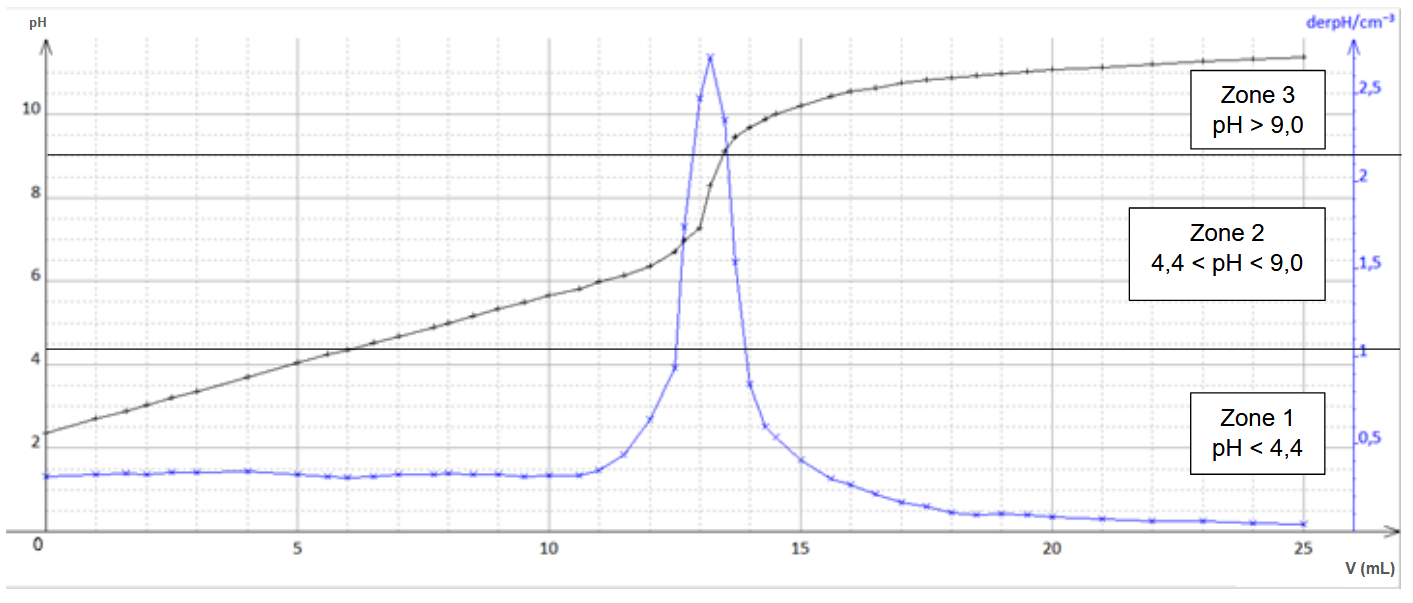 pH
derpH/cm⁻³
10
8
6
4
2
0
5
10
15
20
25
V (mL)
2,5
2
1,5
1
0,5
Zone 3
pH > 9,0
Zone 2
4,4 < pH < 9,0
Zone 1
pH < 4,4